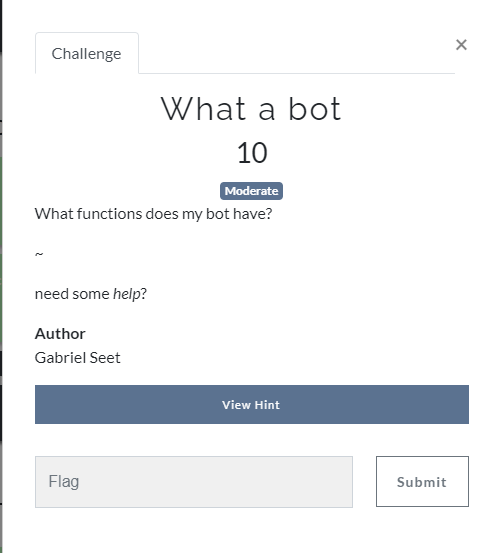 Challenge
×
What a bot
10
Moderate
What functions does my bot have?
~
need some help?
Author
Gabriel Seet
View Hint
Flag
Submit